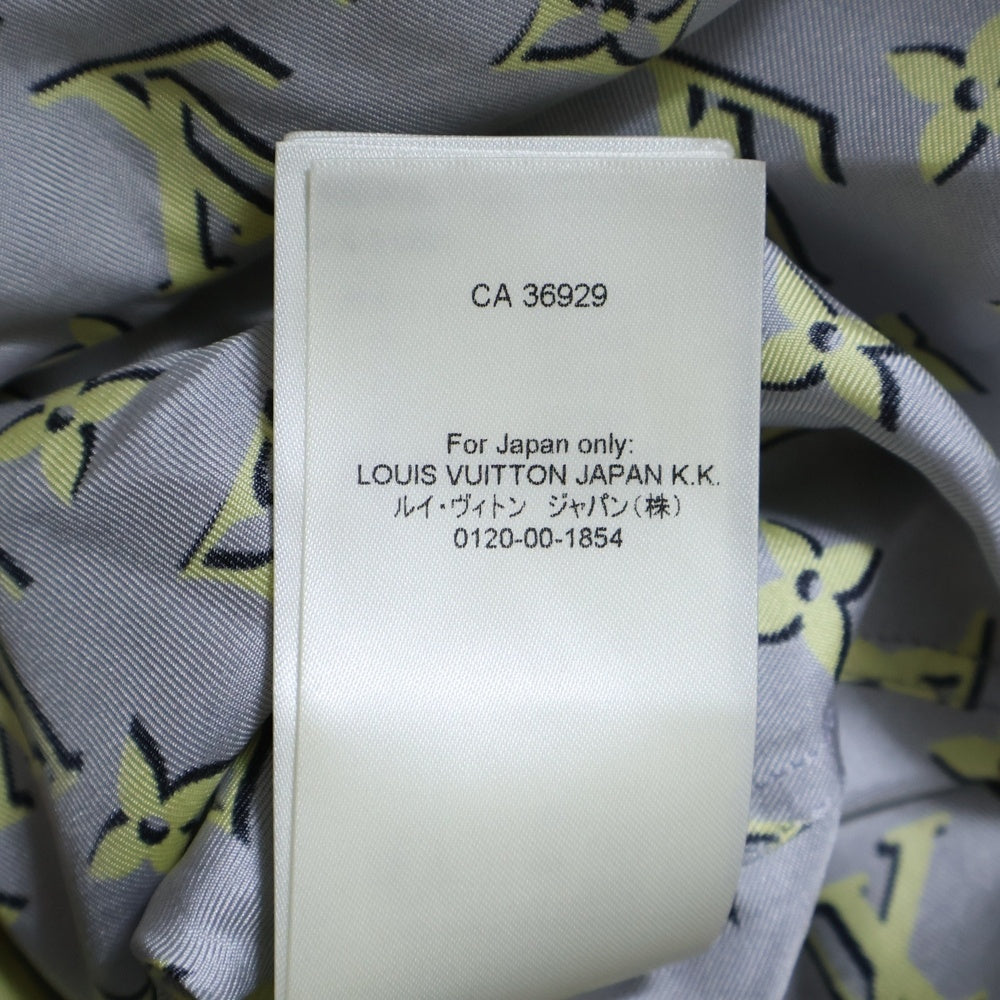 CA 36929
For Japan only:
LOUIS VUITTON JAPAN K.K.
ルイ・ヴィトン ジャパン(株)
0120-00-1854